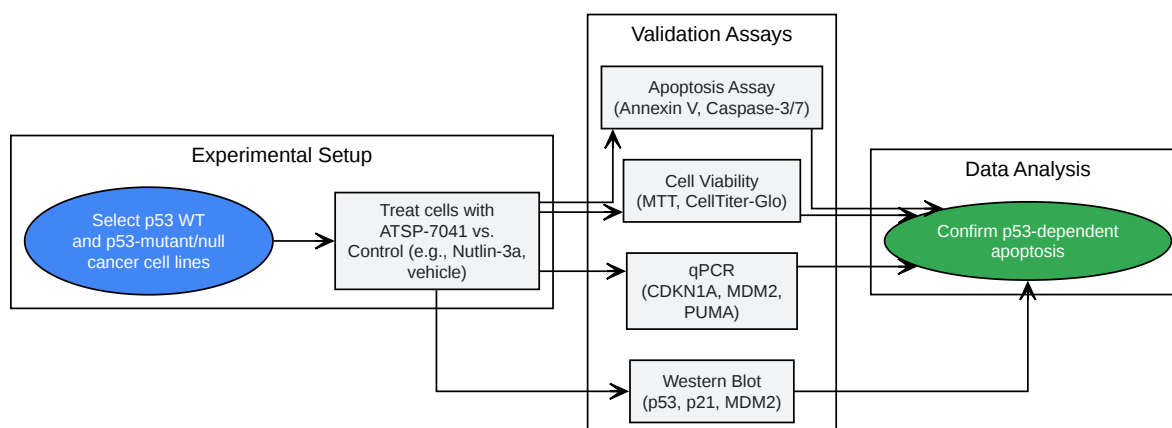 Experimental Setup
Select p53 WT
and p53-mutant/null
cancer cell lines
Treat cells with
ATSP-7041 vs.
Control (e.g., Nutlin-3a,
vehicle)
Validation Assays
Apoptosis Assay
(Annexin V, Caspase-3/7)
Cell Viability
(MTT, CellTiter-Glo)
qPCR
(CDKN1A, MDM2,
PUMA)
Western Blot
(p53, p21, MDM2)
Data Analysis
Confirm p53-dependent
apoptosis